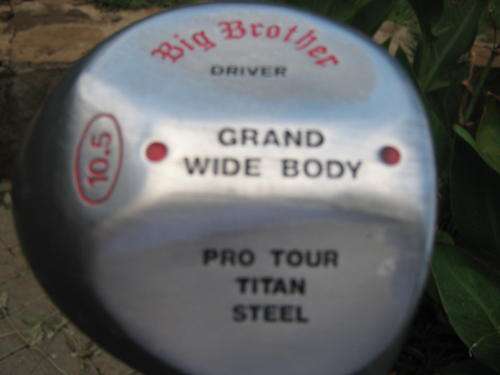 Big Brother
DRIVER
10.5
GRAND
WIDE BODY
PRO TOUR
TITAN
STEEL